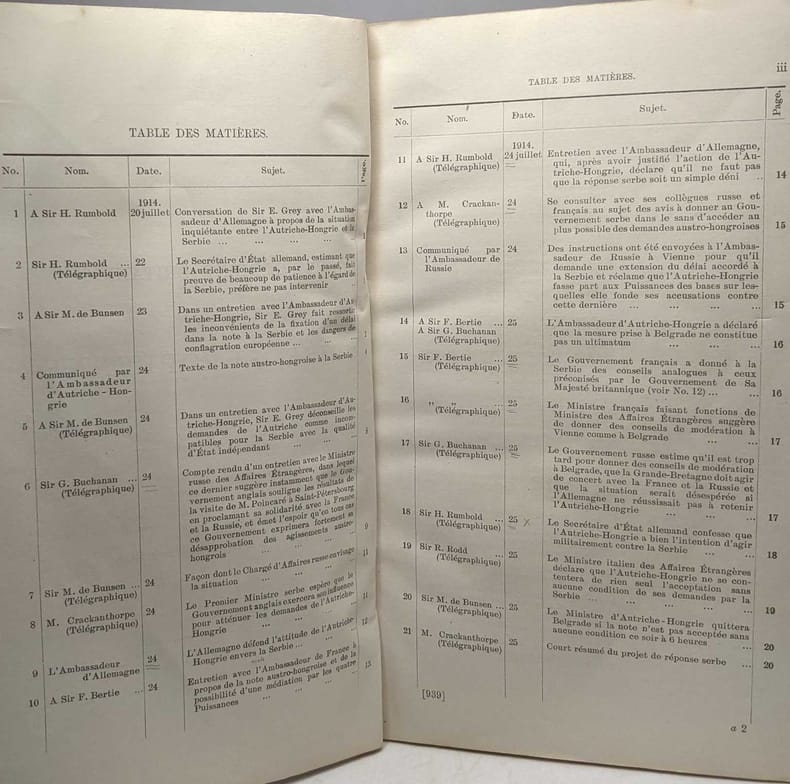 TABLE DES MATIÈRES.
No. Nom. Date. Sujet. Page.
1914.
1 A Sir H. Rumbold 20 juillet Conversation de Sir E. Grey avec l'Ambas-
sadeur d'Allemagne à propos de la situation
inquiétante entre l'Autriche-Hongrie et la
Serbie ... ... ... ... ... 1
2 Sir H. Rumbold ... 22 Le Secrétaire d'État allemand, estimant que
(Télégraphique) l'Autriche-Hongrie a, par le passé, fait
preuve de beaucoup de patience à l'égard de
la Serbie, préfère ne pas intervenir
3 A Sir M. de Bunsen 23 Dans un entretien avec l'Ambassadeur d'Au-
triche-Hongrie, Sir E. Grey fait ressortir
les inconvénients de la fixation d'un délai
dans la note à la Serbie et les dangers de
conflagration européenne ... ...
4 Communiqué par 24 Texte de la note austro-hongroise à la Serbie
l'Ambassadeur
d'Autriche-Hon-
grie
5 A Sir M. de Bunsen 24 Dans un entretien avec l'Ambassadeur d'Au-
(Télégraphique) triche-Hongrie, Sir E. Grey déconseille les
demandes de l'Autriche comme incom-
patibles pour la Serbie avec la qualité
d'État indépendant ... ... ...
6 Sir G. Buchanan ... 24 Compte rendu d'un entretien avec le Ministre
(Télégraphique) russe des Affaires Étrangères, dans lequel
ce dernier suggère instamment que le Gou-
vernement anglais souligne les résultats de
la visite de M. Poincaré à Saint-Pétersbourg
en proclamant sa solidarité avec la France
et la Russie, et émet l'espoir qu'en tous cas
ce Gouvernement exprimera fortement sa
désapprobation des agissements austro-
hongrois ... ... ... ... 9
7 Sir M. de Bunsen ... 24 Façon dont le Chargé d'Affaires russe envisage
(Télégraphique) la situation ... ... ... 11
8 M. Crackanthorpe 24 Le Premier Ministre serbe espère que le
(Télégraphique) Gouvernement anglais exercera son influence
pour atténuer les demandes de l'Autriche-
Hongrie ... ... ... ... 11
9 L'Ambassadeur 24 L'Allemagne défend l'attitude de l'Autriche-
d'Allemagne Hongrie envers la Serbie ... ... 12
10 A Sir F. Bertie ... 24 Entretien avec l'Ambassadeur de France à
propos de la note austro-hongroise et de la
possibilité d'une médiation par les quatre
Puissances ... ... ... 13
iii
TABLE DES MATIÈRES.
No. Nom. Date. Sujet. Page.
1914.
11 A Sir H. Rumbold 24 juillet Entretien avec l'Ambassadeur d'Allemagne,
(Télégraphique) qui, après avoir justifié l'action de l'Au-
triche-Hongrie, déclare qu'il ne faut pas
que la réponse serbe soit un simple déni .. 14
12 A M. Crackan- 24 Se consulter avec ses collègues russe et
thorpe français au sujet des avis à donner au Gou-
(Télégraphique) vernement serbe dans le sens d'accéder au
plus possible des demandes austro-hongroises 15
13 Communiqué par 24 Des instructions ont été envoyées à l'Ambas-
l'Ambassadeur de sadeur de Russie à Vienne pour qu'il
Russie demande une extension du délai accordé à
la Serbie et réclame que l'Autriche-Hongrie
fasse part aux Puissances des bases sur les-
quelles elle fonde ses accusations contre
cette dernière ... ... ... ... 15
14 A Sir F. Bertie ... 25 L'Ambassadeur d'Autriche-Hongrie a déclaré
A Sir G. Buchanan que la mesure prise à Belgrade ne constitue
(Télégraphique) pas un ultimatum ... ... ... 16
15 Sir F. Bertie ... 25 Le Gouvernement français a donné à la
(Télégraphique) Serbie des conseils analogues à ceux
préconisés par le Gouvernement de Sa
Majesté britannique (voir No. 12) ... ... 16
16 " " ... 25 Le Ministre français faisant fonctions de
(Télégraphique) Ministre des Affaires Étrangères suggère
de donner des conseils de modération à
Vienne comme à Belgrade ... ... 17
17 Sir G. Buchanan ... 25 Le Gouvernement russe estime qu'il est trop
(Télégraphique) tard pour donner des conseils de modération
à Belgrade, que la Grande-Bretagne doit agir
de concert avec la France et la Russie et
que la situation serait désespérée si
l'Allemagne ne réussissait pas à retenir
l'Autriche-Hongrie ... ... ... 17
18 Sir H. Rumbold ... 25 x Le Secrétaire d'État allemand confesse que
(Télégraphique) l'Autriche-Hongrie a bien l'intention d'agir
militairement contre la Serbie ... ... 18
19 Sir R. Rodd ... 25 Le Ministre italien des Affaires Étrangères
(Télégraphique) déclare que l'Autriche-Hongrie ne se con-
tentera de rien seul l'acceptation sans
aucune condition de ses demandes par la
Serbie ... ... ... ... 19
20 Sir M. de Bunsen ... 25 Le Ministre d'Autriche-Hongrie quittera
(Télégraphique) Belgrade si la note n'est pas acceptée sans
aucune condition ce soir à 6 heures ... 20
21 M. Crackanthorpe 25 Court résumé du projet de réponse serbe ... 20
(Télégraphique)
[939]
a 2